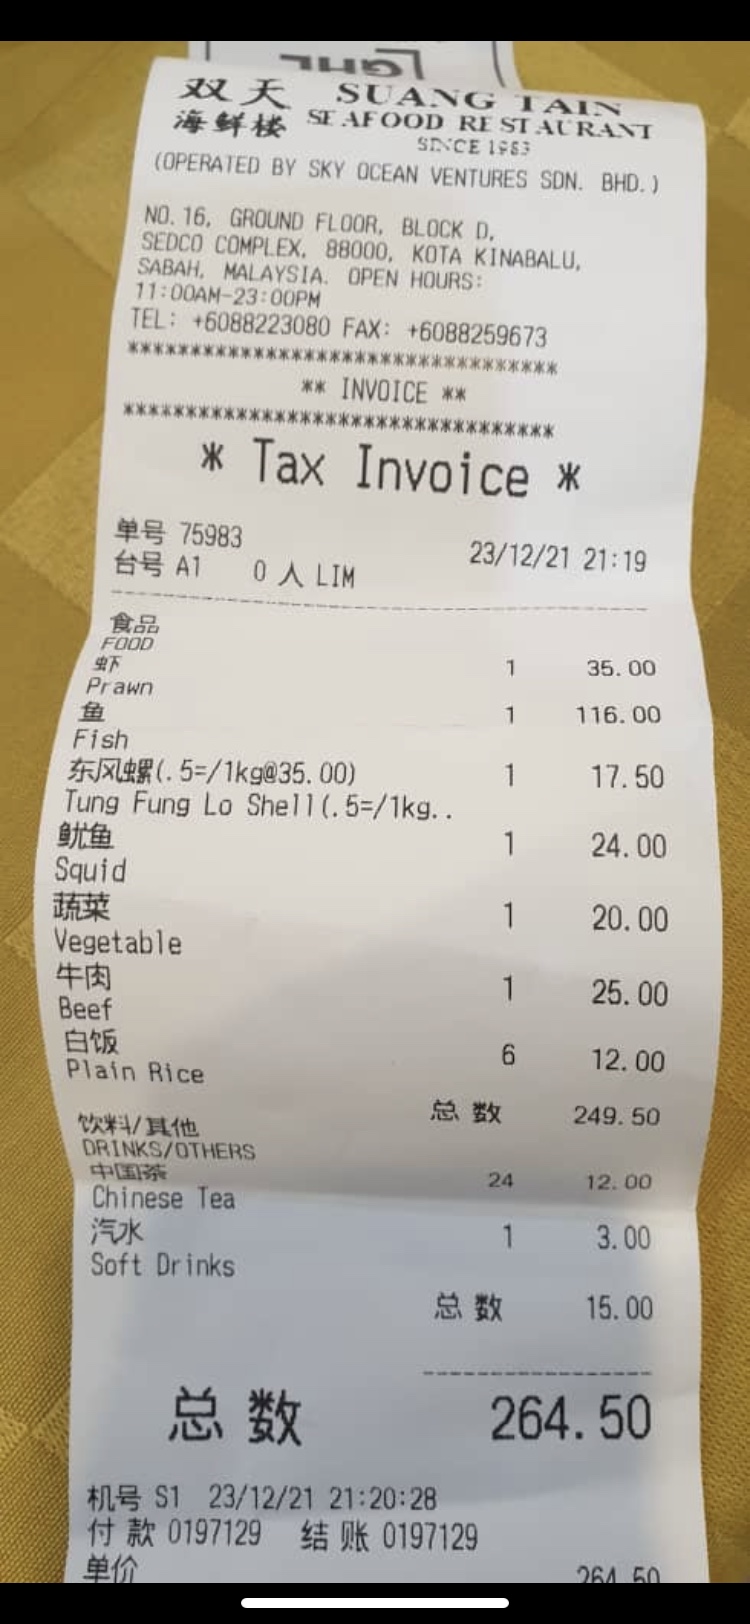 双天 SUANG TAIN
海鲜楼 SEAFOOD RESTAURANT
SINCE 1983
(OPERATED BY SKY OCEAN VENTURES SDN. BHD.)
NO.16, GROUND FLOOR, BLOCK D,
SEDCO COMPLEX, 88000, KOTA KINABALU,
SABAH, MALAYSIA. OPEN HOURS:
11:00AM-23:00PM
TEL: +6088223080 FAX: +6088259673
**********************************
** INVOICE **
**********************************
* Tax Invoice *
单号 75983 23/12/21 21:19
台号 A1 0 人 LIM
食品
FOOD
虾 1 35.00
Prawn
鱼 1 116.00
Fish
东风螺(.5=/1kg@35.00) 1 17.50
Tung Fung Lo Shell(.5=/1kg..
鱿鱼 1 24.00
Squid
蔬菜 1 20.00
Vegetable
牛肉 1 25.00
Beef
白饭 6 12.00
Plain Rice
总数 249.50
饮料/其他
DRINKS/OTHERS
中国茶 24 12.00
Chinese Tea
汽水 1 3.00
Soft Drinks
总数 15.00
总数 264.50
机号 S1 23/12/21 21:20:28
付款 0197129 结账 0197129
单价 264.50